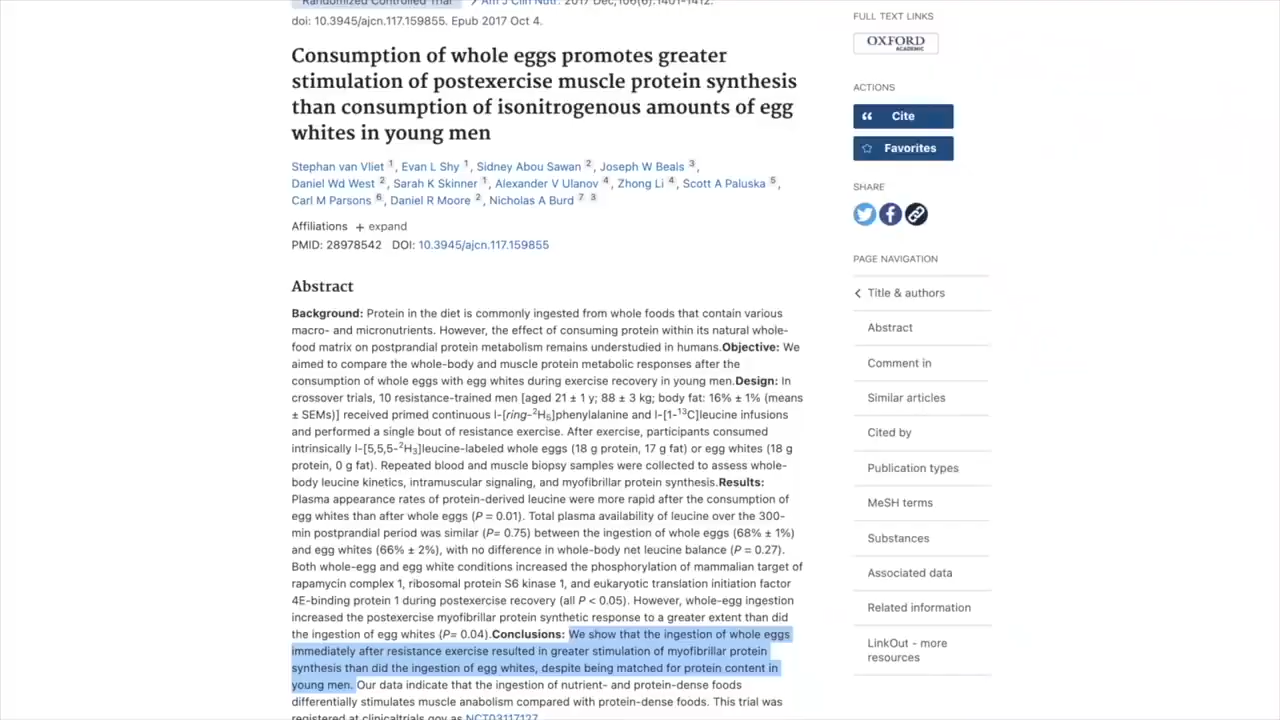 Randomized Controlled Trial > Am J Clin Nutr. 2017 Dec;106(6):1401-1412.
doi: 10.3945/ajcn.117.159855. Epub 2017 Oct 4.
Consumption of whole eggs promotes greater
stimulation of postexercise muscle protein synthesis
than consumption of isonitrogenous amounts of egg
whites in young men
Stephan van Vliet 1, Evan L Shy 1, Sidney Abou Sawan 2, Joseph W Beals 3,
Daniel Wd West 2, Sarah K Skinner 1, Alexander V Ulanov 4, Zhong Li 4, Scott A Paluska 5,
Carl M Parsons 6, Daniel R Moore 2, Nicholas A Burd 7 3
Affiliations + expand
PMID: 28978542 DOI: 10.3945/ajcn.117.159855
Abstract
Background: Protein in the diet is commonly ingested from whole foods that contain various
macro- and micronutrients. However, the effect of consuming protein within its natural whole-
food matrix on postprandial protein metabolism remains understudied in humans.Objective: We
aimed to compare the whole-body and muscle protein metabolic responses after the
consumption of whole eggs with egg whites during exercise recovery in young men.Design: In
crossover trials, 10 resistance-trained men [aged 21 ± 1 y; 88 ± 3 kg; body fat: 16% ± 1% (means
± SEMs)] received primed continuous l-[ring-2H5]phenylalanine and l-[1-13C]leucine infusions
and performed a single bout of resistance exercise. After exercise, participants consumed
intrinsically l-[5,5,5-2H3]leucine-labeled whole eggs (18 g protein, 17 g fat) or egg whites (18 g
protein, 0 g fat). Repeated blood and muscle biopsy samples were collected to assess whole-
body leucine kinetics, intramuscular signaling, and myofibrillar protein synthesis.Results:
Plasma appearance rates of protein-derived leucine were more rapid after the consumption of
egg whites than after whole eggs (P = 0.01). Total plasma availability of leucine over the 300-
min postprandial period was similar (P= 0.75) between the ingestion of whole eggs (68% ± 1%)
and egg whites (66% ± 2%), with no difference in whole-body net leucine balance (P = 0.27).
Both whole-egg and egg white conditions increased the phosphorylation of mammalian target of
rapamycin complex 1, ribosomal protein S6 kinase 1, and eukaryotic translation initiation factor
4E-binding protein 1 during postexercise recovery (all P < 0.05). However, whole-egg ingestion
increased the postexercise myofibrillar protein synthetic response to a greater extent than did
the ingestion of egg whites (P= 0.04).Conclusions: We show that the ingestion of whole eggs
immediately after resistance exercise resulted in greater stimulation of myofibrillar protein
synthesis than did the ingestion of egg whites, despite being matched for protein content in
young men. Our data indicate that the ingestion of nutrient- and protein-dense foods
differentially stimulates muscle anabolism compared with protein-dense foods. This trial was
registered at clinicaltrials.gov as NCT03117127.
FULL TEXT LINKS
OXFORD
ACADEMIC
ACTIONS
Cite
Favorites
SHARE
PAGE NAVIGATION
Title & authors
Abstract
Comment in
Similar articles
Cited by
Publication types
MeSH terms
Substances
Associated data
Related information
LinkOut - more
resources